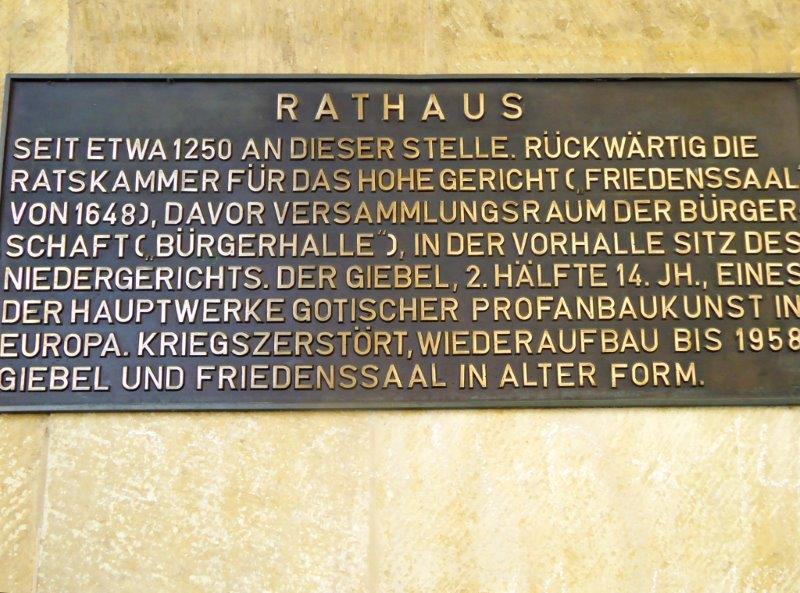 RATHAUS
SEIT ETWA 1250 AN DIESER STELLE. RÜCKWÄRTIG DIE
RATSKAMMER FÜR DAS HOHE GERICHT („FRIEDENSSAAL"
VON 1648), DAVOR VERSAMMLUNGSRAUM DER BÜRGER-
SCHAFT („BÜRGERHALLE“), IN DER VORHALLE SITZ DES
NIEDERGERICHTS. DER GIEBEL, 2. HÄLFTE 14. JH., EINES
DER HAUPTWERKE GOTISCHER PROFANBAUKUNST IN
EUROPA. KRIEGSZERSTÖRT, WIEDERAUFBAU BIS 1958
GIEBEL UND FRIEDENSSAAL IN ALTER FORM.